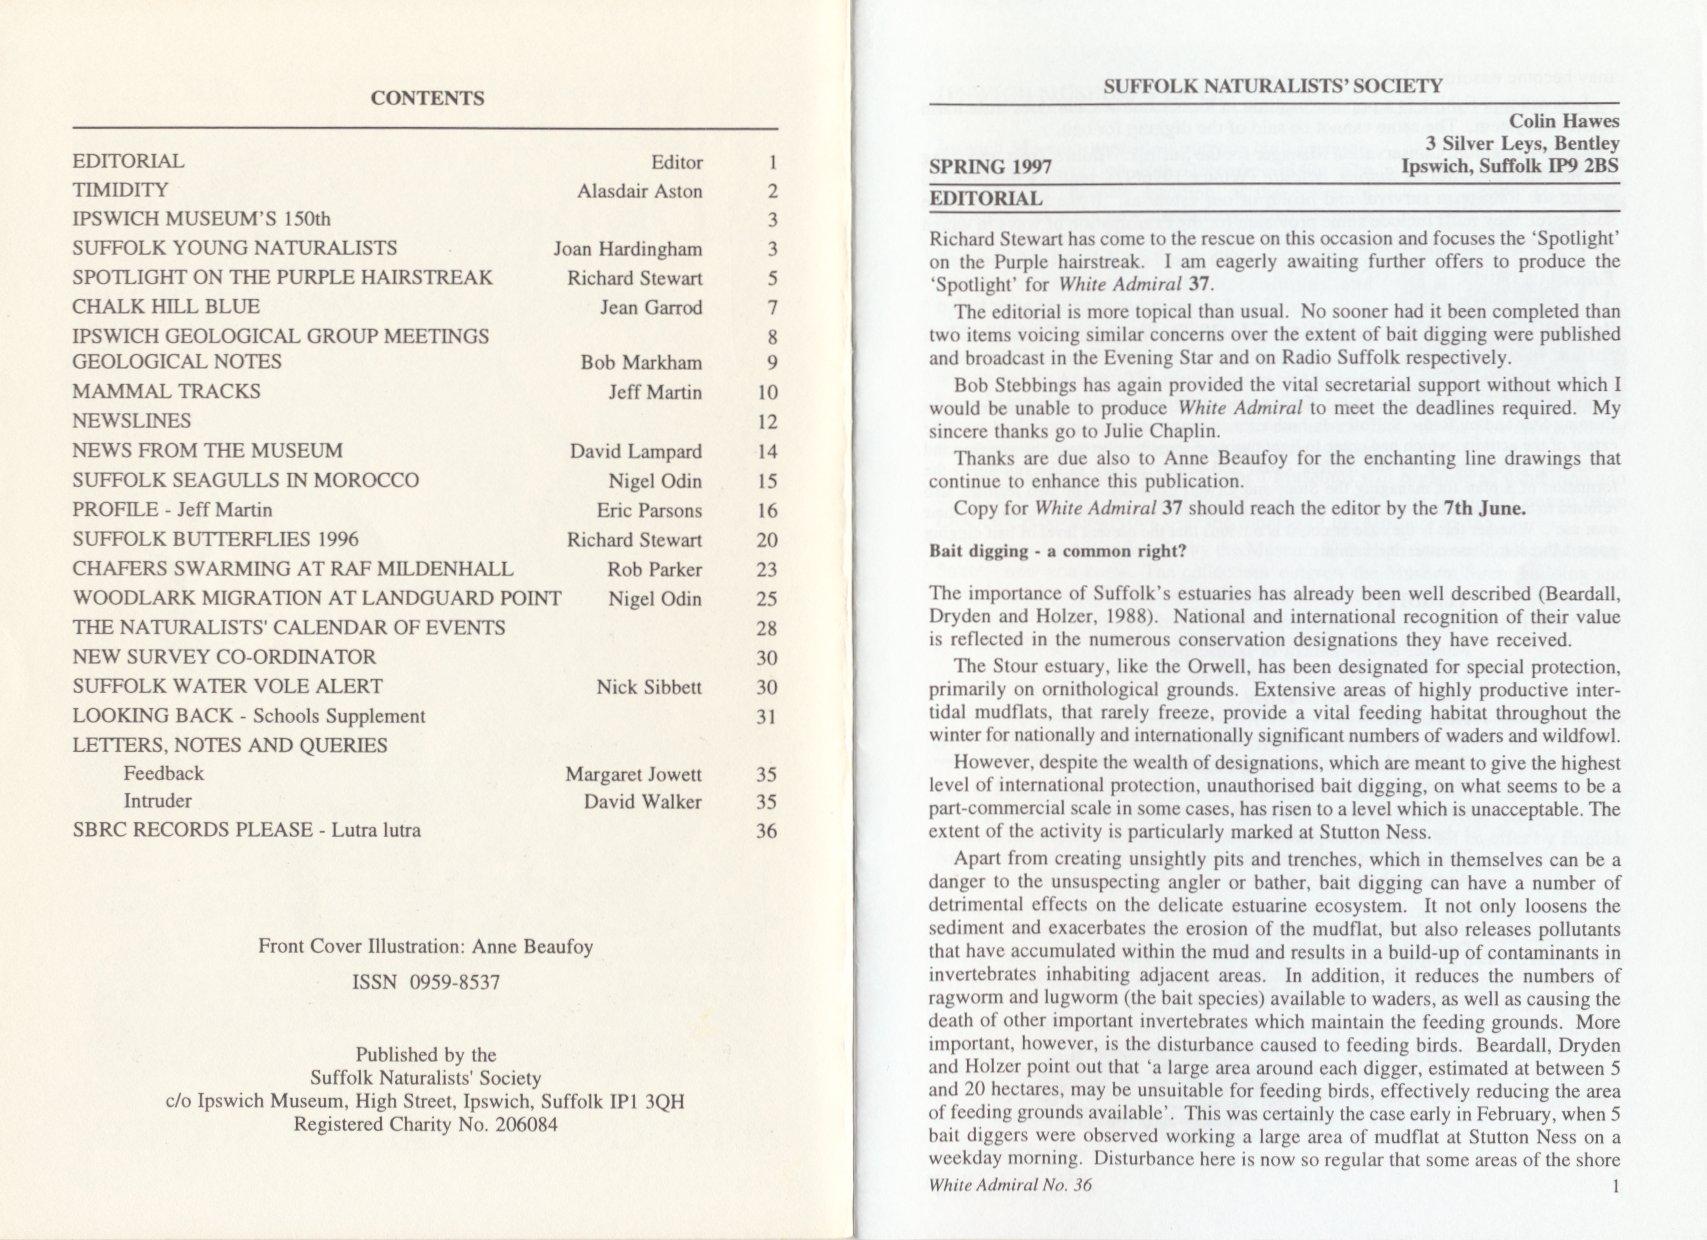 CONTENTS
EDITORIAL Editor 1
TIMIDITY Alasdair Aston 2
IPSWICH MUSEUM'S 150th 3
SUFFOLK YOUNG NATURALISTS Joan Hardingham 3
SPOTLIGHT ON THE PURPLE HAIRSTREAK Richard Stewart 5
CHALK HILL BLUE Jean Garrod 7
IPSWICH GEOLOGICAL GROUP MEETINGS 8
GEOLOGICAL NOTES Bob Markham 9
MAMMAL TRACKS Jeff Martin 10
NEWSLINES 12
NEWS FROM THE MUSEUM David Lampard 14
SUFFOLK SEAGULLS IN MOROCCO Nigel Odin 15
PROFILE - Jeff Martin Eric Parsons 16
SUFFOLK BUTTERFLIES 1996 Richard Stewart 20
CHAFERS SWARMING AT RAF MILDENHALL Rob Parker 23
WOODLARK MIGRATION AT LANDGUARD POINT Nigel Odin 25
THE NATURALISTS' CALENDAR OF EVENTS 28
NEW SURVEY CO-ORDINATOR 30
SUFFOLK WATER VOLE ALERT Nick Sibbett 30
LOOKING BACK - Schools Supplement 31
LETTERS, NOTES AND QUERIES
Feedback Margaret Jowett 35
Intruder David Walker 35
SBRC RECORDS PLEASE - Lutra lutra 36
Front Cover Illustration: Anne Beaufoy
ISSN 0959-8537
Published by the
Suffolk Naturalists' Society
c/o Ipswich Museum, High Street, Ipswich, Suffolk IP1 3QH
Registered Charity No. 206084
SUFFOLK NATURALISTS' SOCIETY
Colin Hawes
3 Silver Leys, Bentley
SPRING 1997 Ipswich, Suffolk IP9 2BS
EDITORIAL
Richard Stewart has come to the rescue on this occasion and focuses the 'Spotlight'
on the Purple hairstreak. I am eagerly awaiting further offers to produce the
'Spotlight' for White Admiral 37.
The editorial is more topical than usual. No sooner had it been completed than
two items voicing similar concerns over the extent of bait digging were published
and broadcast in the Evening Star and on Radio Suffolk respectively.
Bob Stebbings has again provided the vital secretarial support without which I
would be unable to produce White Admiral to meet the deadlines required. My
sincere thanks go to Julie Chaplin.
Thanks are due also to Anne Beaufoy for the enchanting line drawings that
continue to enhance this publication.
Copy for White Admiral 37 should reach the editor by the 7th June.
Bait digging - a common right?
The importance of Suffolk's estuaries has already been well described (Beardall,
Dryden and Holzer, 1988). National and international recognition of their value
is reflected in the numerous conservation designations they have received.
The Stour estuary, like the Orwell, has been designated for special protection,
primarily on ornithological grounds. Extensive areas of highly productive inter-
tidal mudflats, that rarely freeze, provide a vital feeding habitat throughout the
winter for nationally and internationally significant numbers of waders and wildfowl.
However, despite the wealth of designations, which are meant to give the highest
level of international protection, unauthorised bait digging, on what seems to be a
part-commercial scale in some cases, has risen to a level which is unacceptable. The
extent of the activity is particularly marked at Stutton Ness.
Apart from creating unsightly pits and trenches, which in themselves can be a
danger to the unsuspecting angler or bather, bait digging can have a number of
detrimental effects on the delicate estuarine ecosystem. It not only loosens the
sediment and exacerbates the erosion of the mudflat, but also releases pollutants
that have accumulated within the mud and results in a build-up of contaminants in
invertebrates inhabiting adjacent areas. In addition, it reduces the numbers of
ragworm and lugworm (the bait species) available to waders, as well as causing the
death of other important invertebrates which maintain the feeding grounds. More
important, however, is the disturbance caused to feeding birds. Beardall, Dryden
and Holzer point out that 'a large area around each digger, estimated at between 5
and 20 hectares, may be unsuitable for feeding birds, effectively reducing the area
of feeding grounds available'. This was certainly the case early in February, when 5
bait diggers were observed working a large area of mudflat at Stutton Ness on a
weekday morning. Disturbance here is now so regular that some areas of the shore
White Admiral No. 36 1